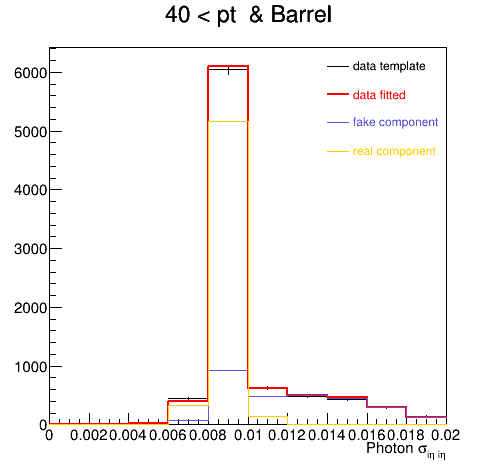 40 < pt & Barrel
data template
data fitted
fake component
real component
6000
5000
4000
3000
2000
1000
0
0 0.002 0.004 0.006 0.008 0.01 0.012 0.014 0.016 0.018 0.02
Photon σiη iη